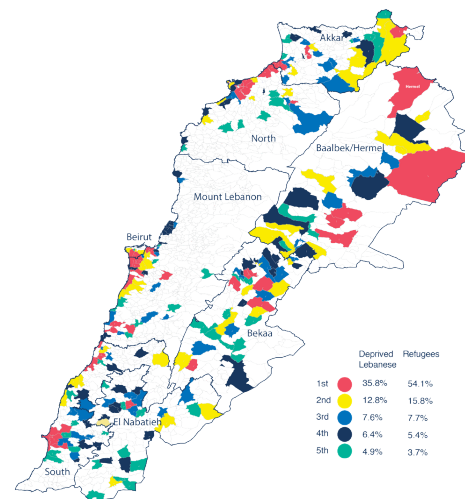 Akkar
Hermel
North
Baalbek/Hermel
Mount Lebanon
Beirut
Bekaa
El Nabatieh
South
Deprived Lebanese Refugees
1st 35.8% 54.1%
2nd 12.8% 15.8%
3rd 7.6% 7.7%
4th 6.4% 5.4%
5th 4.9% 3.7%